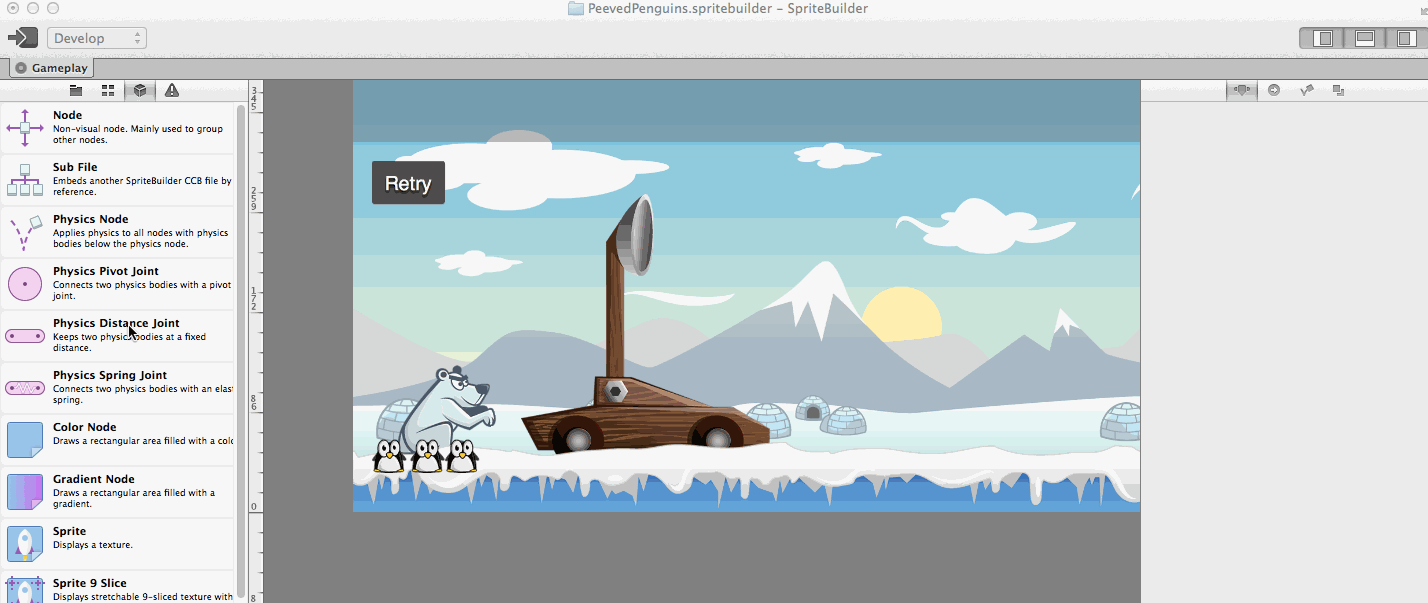 PeevedPenguins.spritebuilder – SpriteBuilder
Develop
Gameplay
Node
Non-visual node. Mainly used to group
other nodes.
Sub File
Embeds another SpriteBuilder CCB file by
reference.
Physics Node
Applies physics to all nodes with physics
bodies below the physics node.
Physics Pivot Joint
Connects two physics bodies with a pivot
joint.
Physics Distance Joint
Keeps two physics bodies at a fixed
distance.
Physics Spring Joint
Connects two physics bodies with an elas
spring.
Color Node
Draws a rectangular area filled with a colo
Gradient Node
Draws a rectangular area filled with a
gradient.
Sprite
Displays a texture.
Sprite 9 Slice
Displays stretchable 9-sliced texture with
345
259
172
86
0
8
Retry